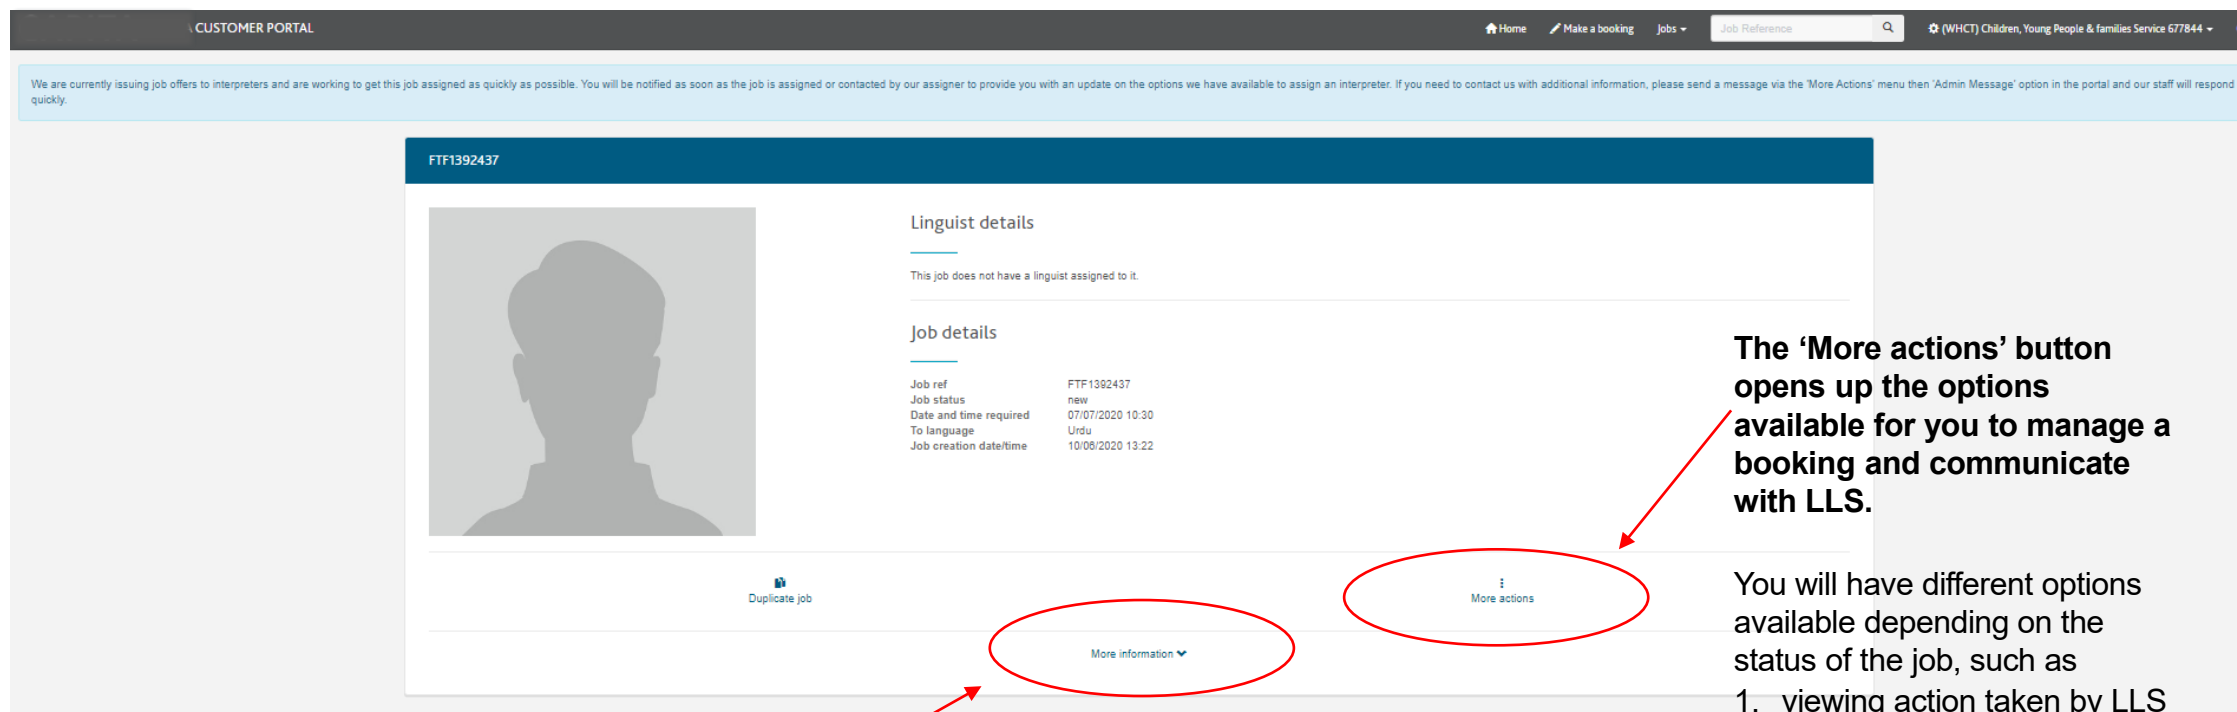 CUSTOMER PORTAL
Home Make a booking Jobs Job Reference (WHCT) Children, Young People & families Service 677844
We are currently issuing job offers to interpreters and are working to get this job assigned as quickly as possible. You will be notified as soon as the job is assigned or contacted by our assigner to provide you with an update on the options we have available to assign an interpreter. If you need to contact us with additional information, please send a message via the 'More Actions' menu then 'Admin Message' option in the portal and our staff will respond
quickly.
FTF1392437
Linguist details
This job does not have a linguist assigned to it.
Job details
Job ref FTF1392437
Job status new
Date and time required 07/07/2020 10:30
To language Urdu
Job creation date/time 10/06/2020 13:22
Duplicate job
More actions
More information
The ‘More actions’ button
opens up the options
available for you to manage a
booking and communicate
with LLS.
You will have different options
available depending on the
status of the job, such as
1. viewing action taken by LLS